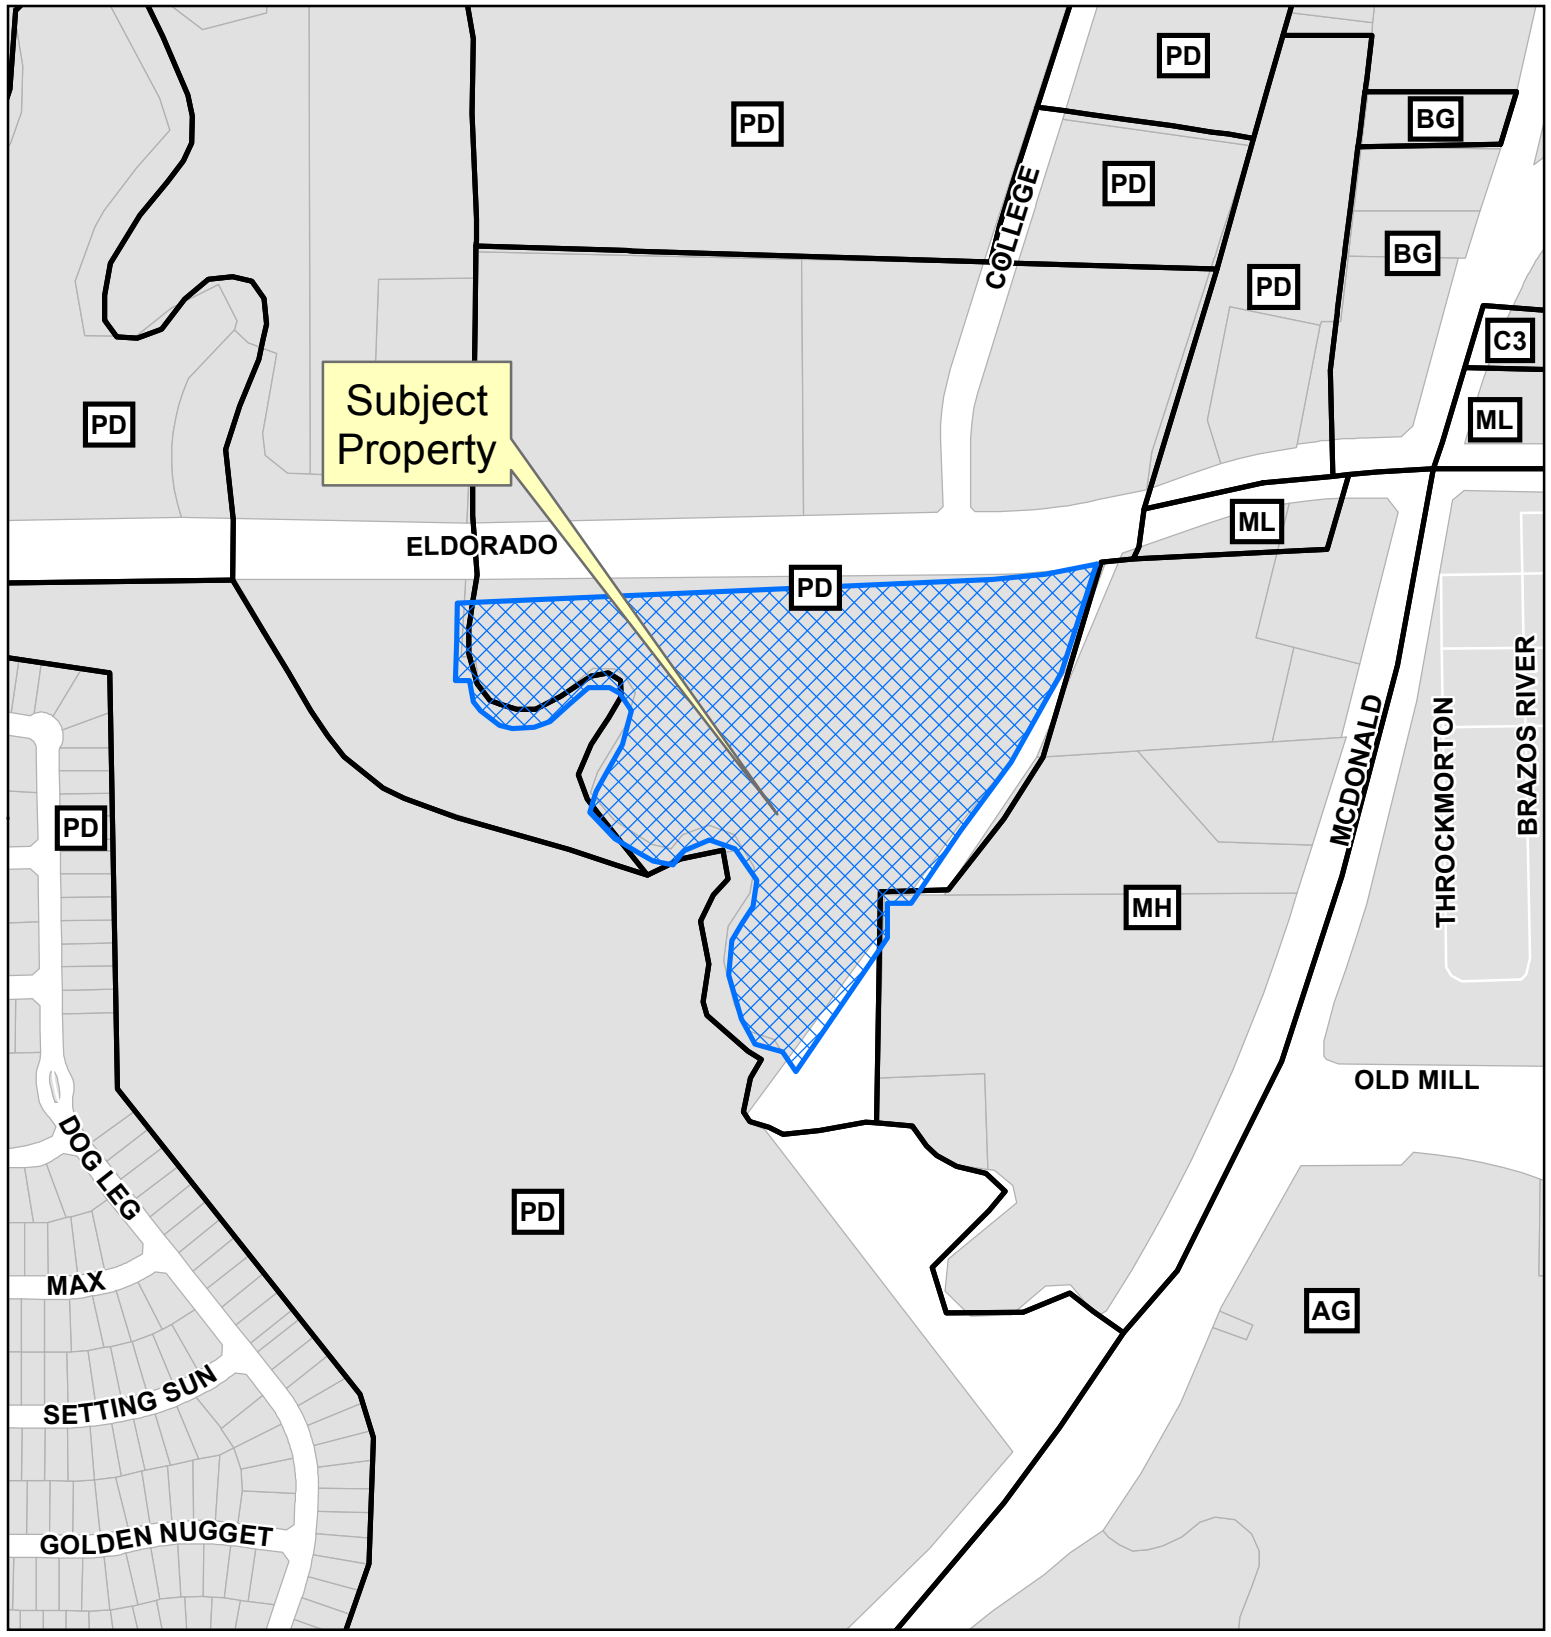 PD
PD
BG
PD
COLLEGE
BG
PD
C3
Subject
Property
PD
ML
ML
ELDORADO
PD
BRAZOS RIVER
THROCKMORTON
MCDONALD
PD
MH
OLD MILL
DOG LEG
PD
MAX
AG
SETTING SUN
GOLDEN NUGGET